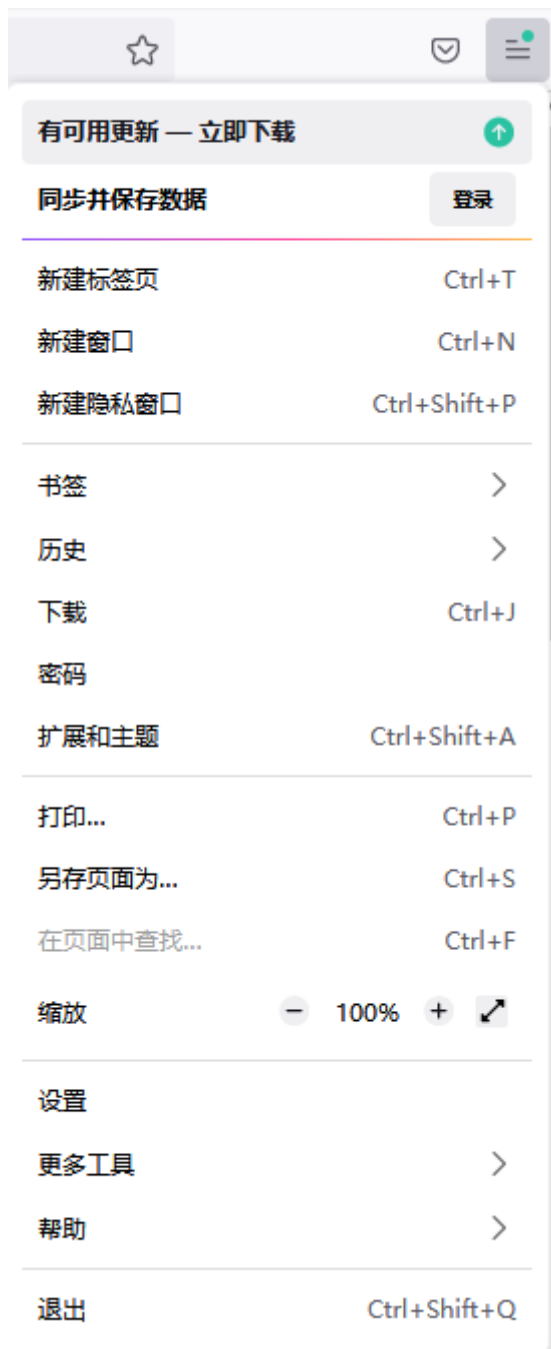 有可用更新 — 立即下载
同步并保存数据 登录
新建标签页 Ctrl+T
新建窗口 Ctrl+N
新建隐私窗口 Ctrl+Shift+P
书签
历史
下载 Ctrl+J
密码
扩展和主题 Ctrl+Shift+A
打印... Ctrl+P
另存页面为... Ctrl+S
在页面中查找... Ctrl+F
缩放 − 100% +
设置
更多工具
帮助
退出 Ctrl+Shift+Q